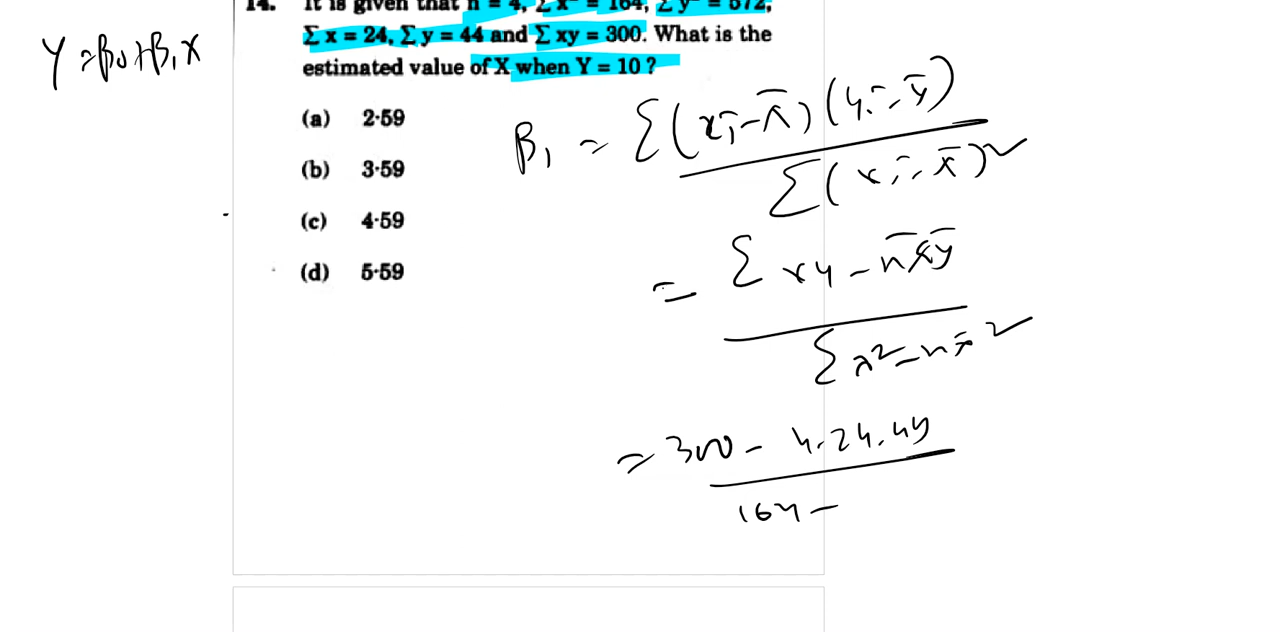 14. It is given that n = 4, Σ x² = 164, Σ y² = 572,
Σ x = 24, Σ y = 44 and Σ xy = 300. What is the
estimated value of X when Y = 10 ?
(a) 2·59
(b) 3·59
(c) 4·59
(d) 5·59
Y = β₀ + β₁X
β₁ = Σ(xᵢ - x̄)(yᵢ - ȳ)
Σ(xᵢ - x̄)²
= Σxy - nx̄ȳ
Σx² - nx̄²
= 300 - 4.24.44
164 -